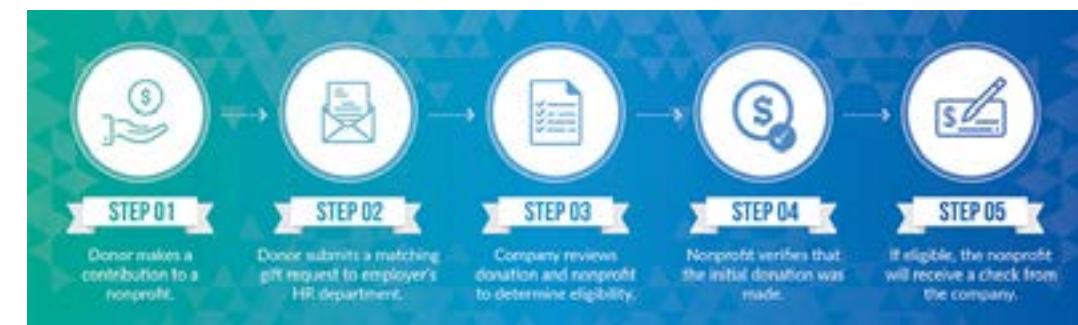 STEP 01
Donor makes a
contribution to a
nonprofit.
STEP 02
Donor submits a matching
gift request to employer's
HR department.
STEP 03
Company reviews
donation and nonprofit
to determine eligibility.
STEP 04
Nonprofit verifies that
the initial donation was
made.
STEP 05
If eligible, the nonprofit
will receive a check from
the company.